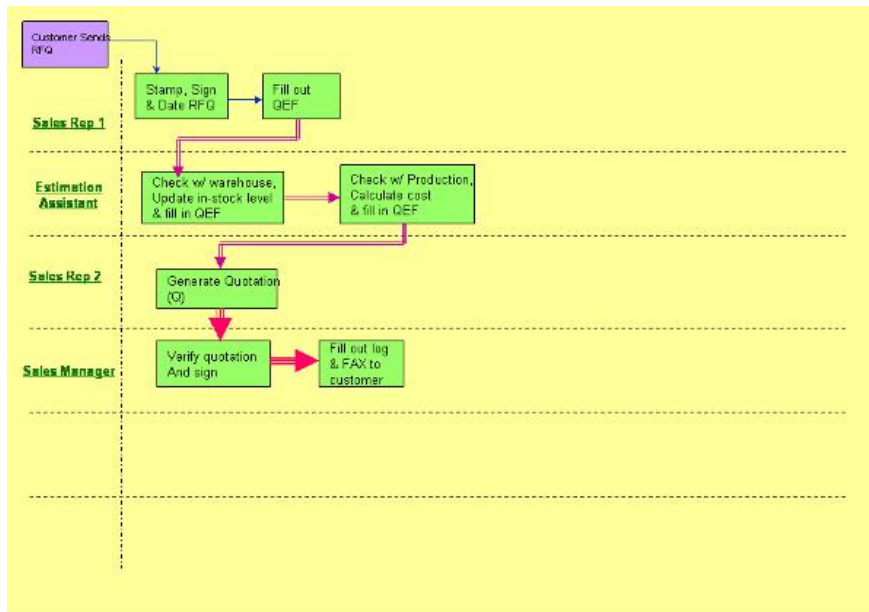 Customer Sends
RFQ
Stamp, Sign
& Date RFQ
Fill out
QEF
Sales Rep 1
Check w/ warehouse,
Update in-stock level
& fill in QEF
Check w/ Production,
Calculate cost
& fill in QEF
Estimation
Assistant
Generate Quotation
(Q)
Sales Rep 2
Verify quotation
And sign
Fill out log
& FAX to
customer
Sales Manager